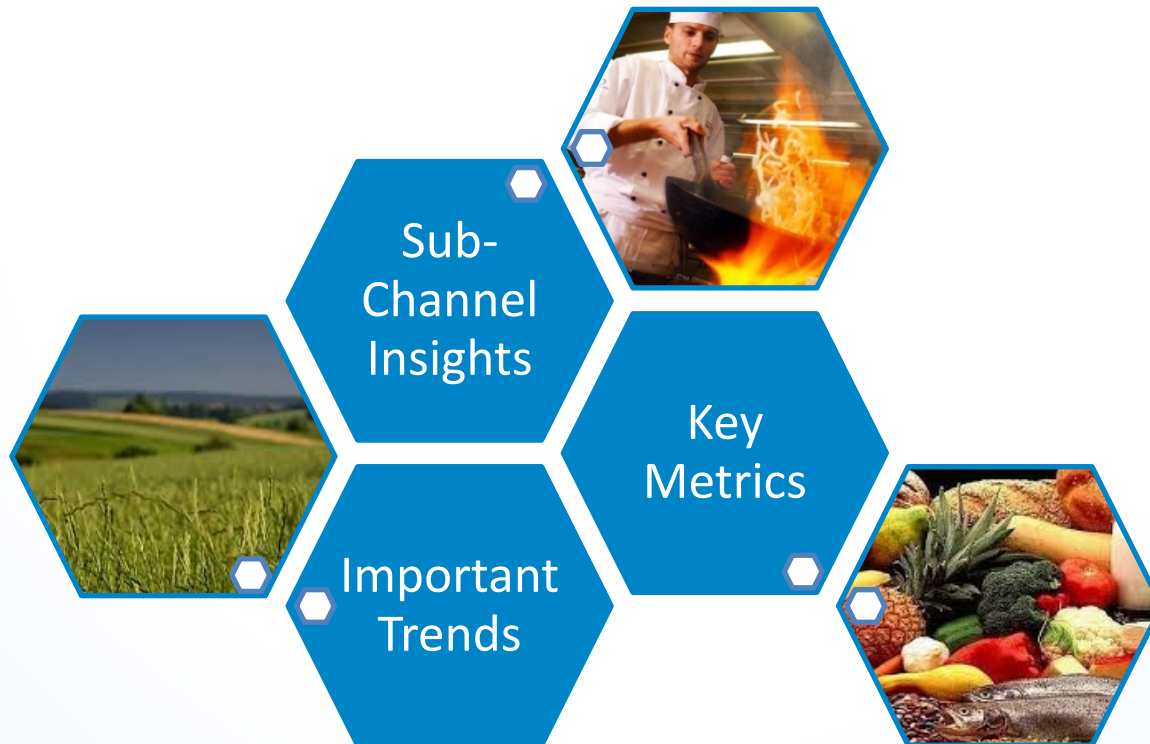 Sub-
Channel
Insights
Key
Metrics
Important
Trends